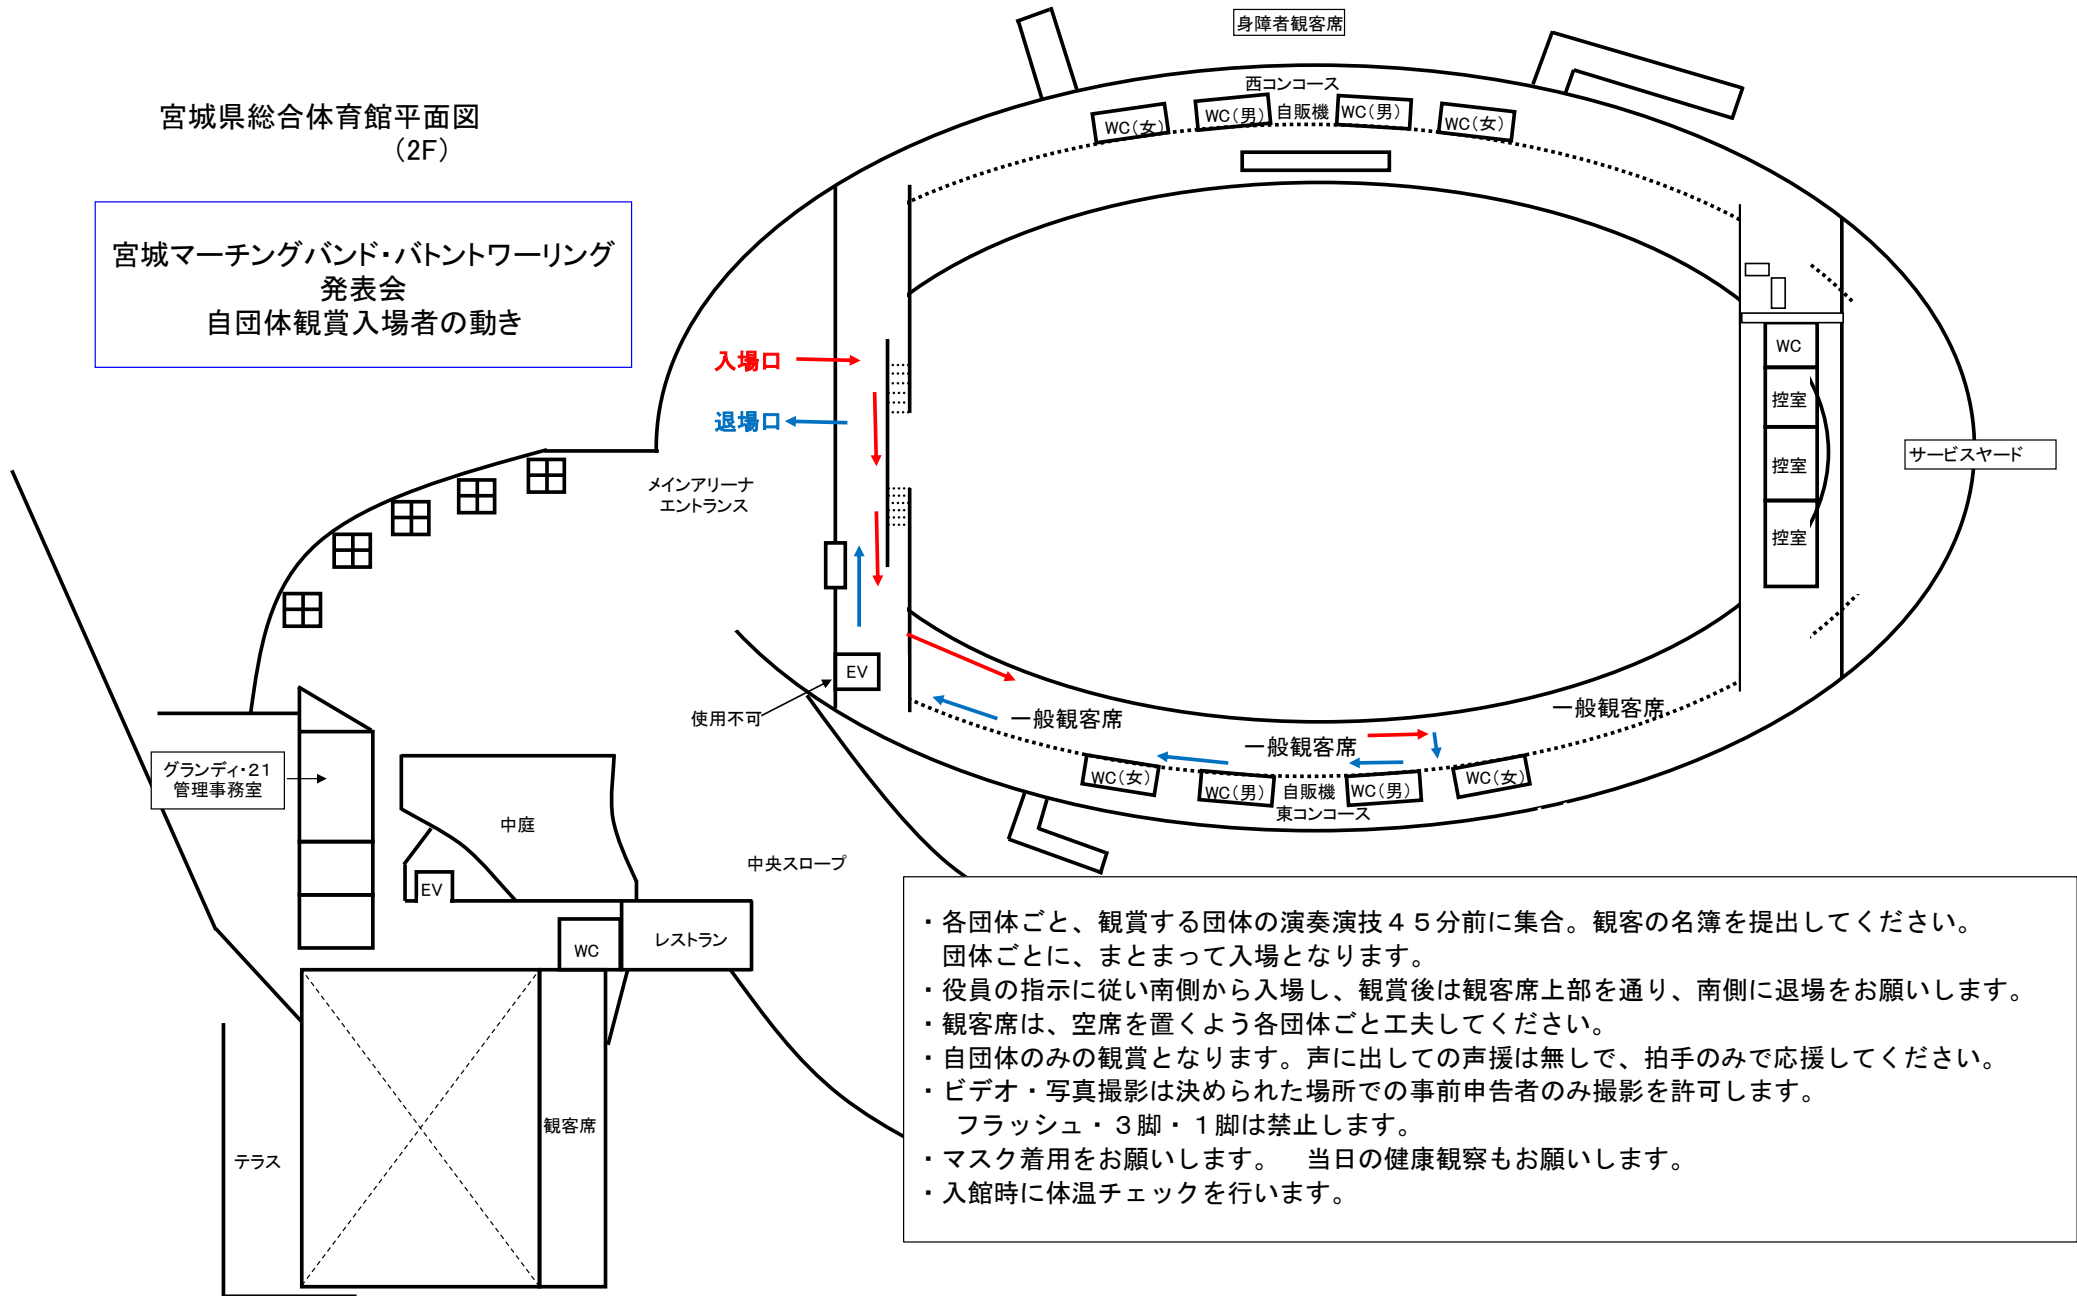 身障者観客席
西コンコース
宮城県総合体育館平面図
(2F)
WC(女)
WC(男)
自販機
WC(男)
WC(女)
宮城マーチングバンド・バトントワーリング
発表会
自団体観賞入場者の動き
入場口
退場口
WC
控室
控室
控室
サービスヤード
メインアリーナ
エントランス
EV
使用不可
一般観客席
一般観客席
一般観客席
WC(女)
WC(男)
自販機
WC(男)
WC(女)
東コンコース
グランディ・21
管理事務室
中庭
中央スロープ
EV
WC
レストラン
観客席
テラス
・各団体ごと、観賞する団体の演奏演技45分前に集合。観客の名簿を提出してください。
団体ごとに、まとまって入場となります。
・役員の指示に従い南側から入場し、観賞後は観客席上部を通り、南側に退場をお願いします。
・観客席は、空席を置くよう各団体ごと工夫してください。
・自団体のみの観賞となります。声に出しての声援は無しで、拍手のみで応援してください。
・ビデオ・写真撮影は決められた場所での事前申告者のみ撮影を許可します。
フラッシュ・3脚・1脚は禁止します。
・マスク着用をお願いします。　当日の健康観察もお願いします。
・入館時に体温チェックを行います。